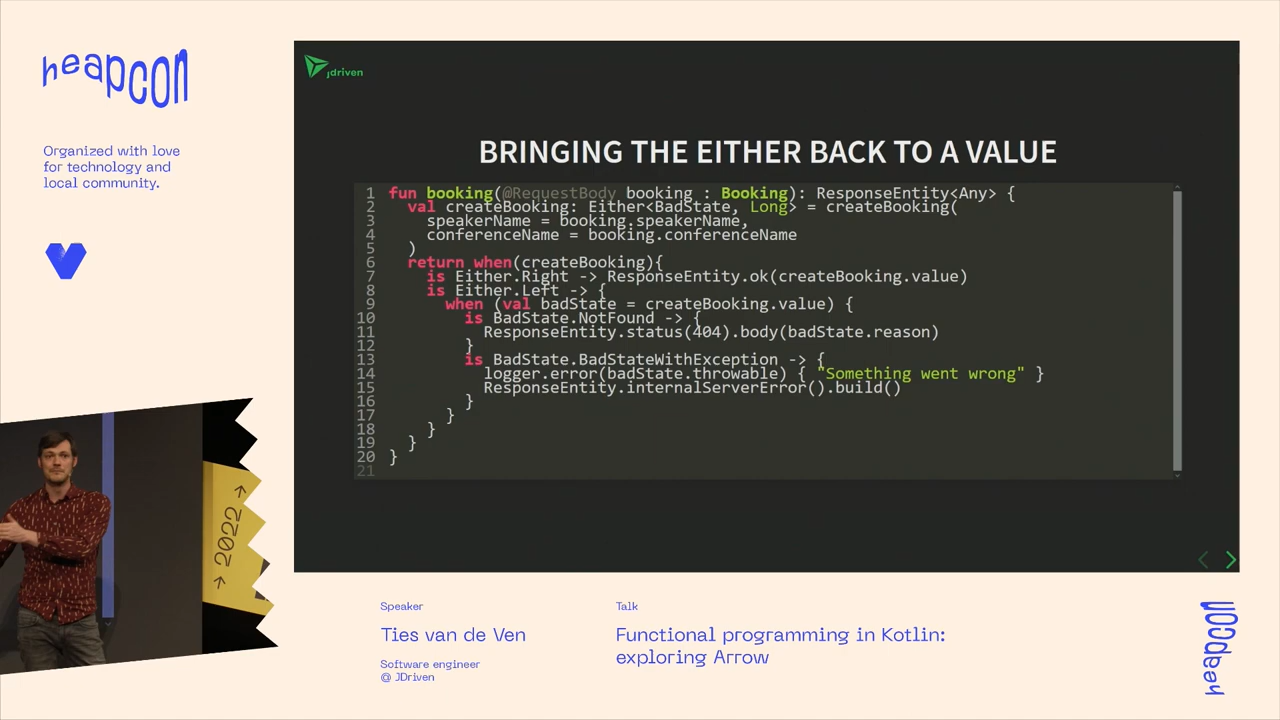 heapcon
Organized with love
for technology and
local community.
→ 2022 →
jdriven
BRINGING THE EITHER BACK TO A VALUE
1 fun booking(@RequestBody booking : Booking): ResponseEntity<Any> {
2 val createBooking: Either<BadState, Long> = createBooking(
3 speakerName = booking.speakerName,
4 conferenceName = booking.conferenceName
5 )
6 return when(createBooking){
7 is Either.Right -> ResponseEntity.ok(createBooking.value)
8 is Either.Left -> {
9 when (val badState = createBooking.value) {
10 is BadState.NotFound -> {
11 ResponseEntity.status(404).body(badState.reason)
12 }
13 is BadState.BadStateWithException -> {
14 logger.error(badState.throwable) { "Something went wrong" }
15 ResponseEntity.internalServerError().build()
16 }
17 }
18 }
19 }
20 }
21
Speaker
Ties van de Ven
Software engineer
@ JDriven
Talk
Functional programming in Kotlin:
exploring Arrow
heapcon